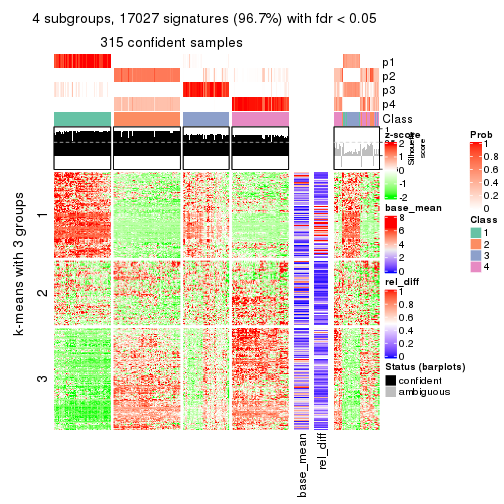 4 subgroups, 17027 signatures (96.7%) with fdr < 0.05
315 confident samples
p1
p2
p3
p4
Class
1
Silhouette
score
z-score
2
1
0
-1
-2
Prob
1
0.8
0.6
0.4
0.2
0
base_mean
8
6
4
2
0
Class
1
2
3
4
rel_diff
1
0.8
0.6
0.4
0.2
0
Status (barplots)
confident
ambiguous
k-means with 3 groups
1
2
3
base_mean
rel_diff